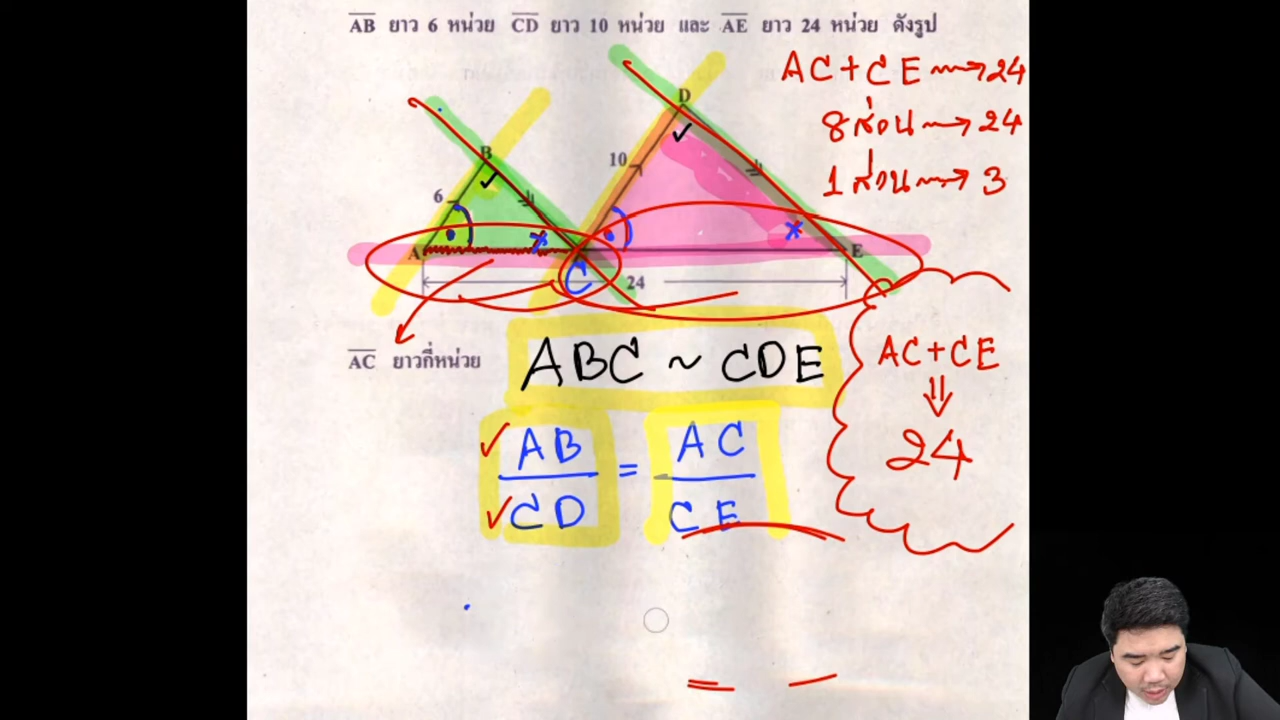 AB ยาว 6 หน่วย CD ยาว 10 หน่วย และ AE ยาว 24 หน่วย ดังรูป
AC + CE → 24
8 ส่วน → 24
1 ส่วน → 3
D
B
10
6
A
E
C
24
AC ยาวกี่หน่วย
ABC ~ CDE
AC + CE
⇓
24
AB/CD = AC/CE